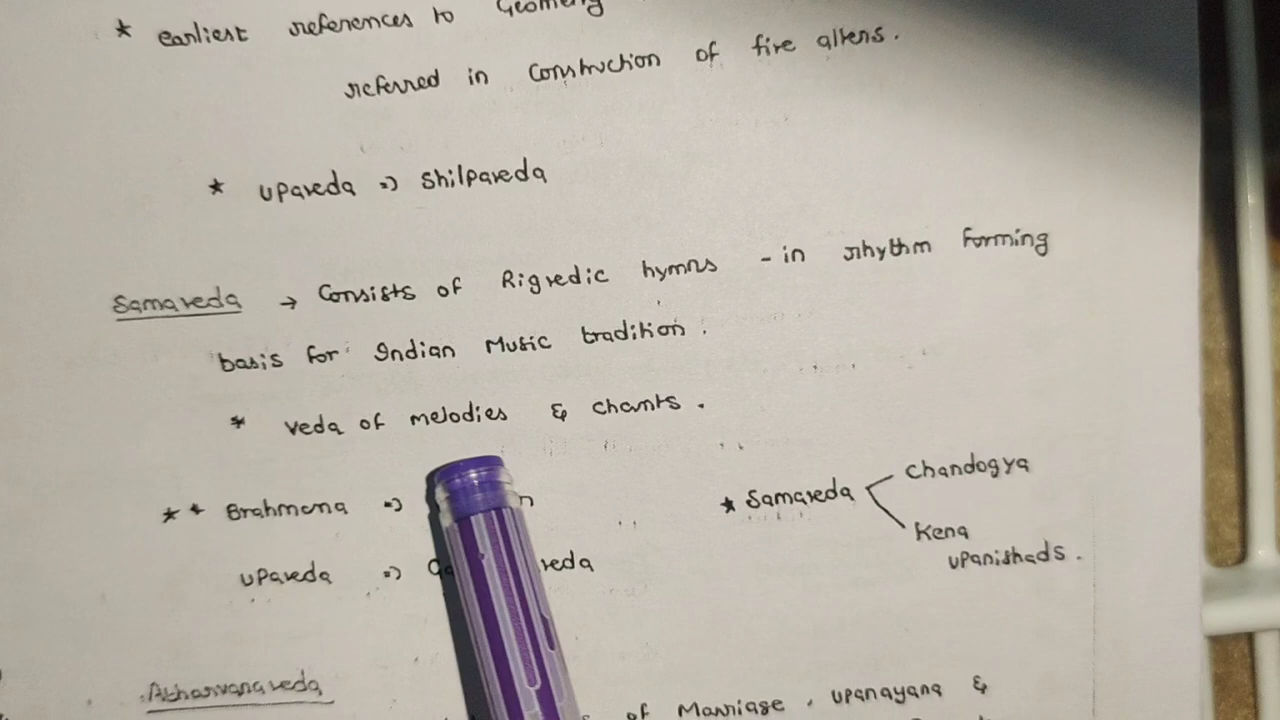 * earliest references to Geometry
referred in construction of fire alters.
* upaveda => Shilpaveda
Samaveda → Consists of Rigvedic hymns - in rhythm forming
basis for Indian Music tradition.
* veda of melodies & chants.
* * Brahmana =>
* Samaveda < Chandogya
Kena
upanishads.
upaveda =>
Atharvanaveda
of Marriage, upanayana &